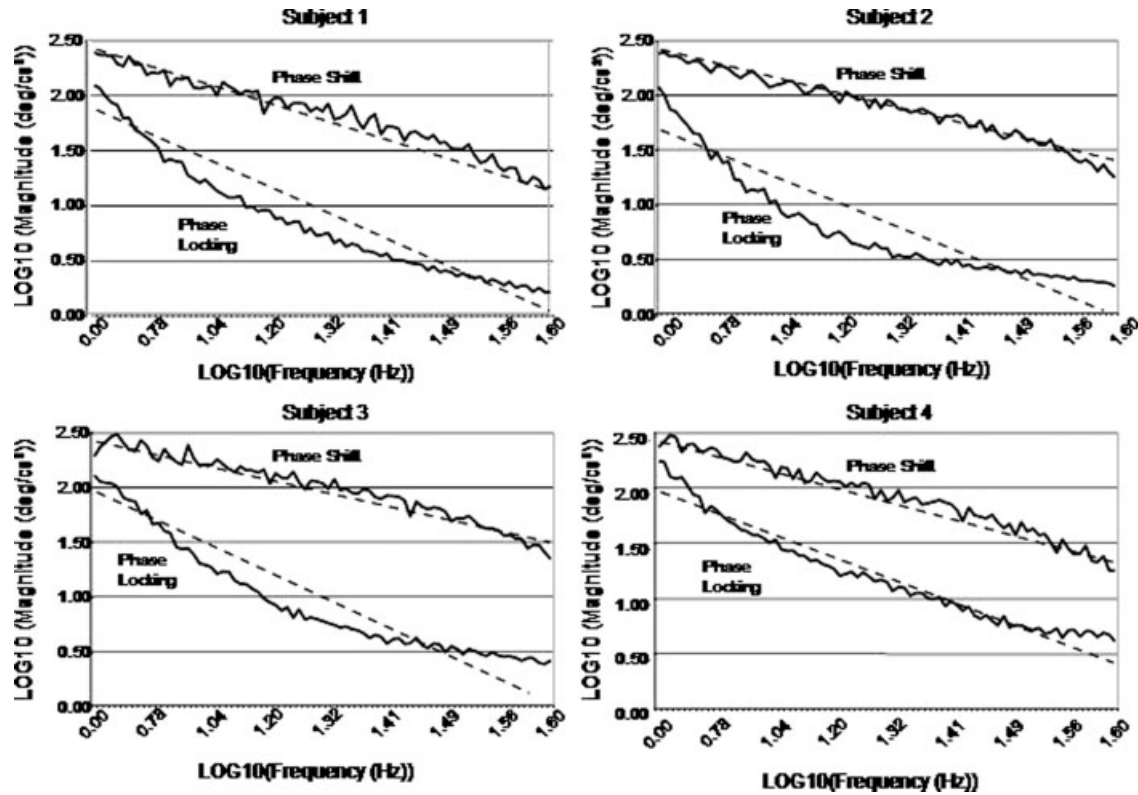 Subject 1
LOG10 (Magnitude (deg/cs²))
2.50
2.00
1.50
1.00
0.50
0.00
Phase Shift
Phase
Locking
0.00 0.78 1.04 1.20 1.32 1.41 1.49 1.56 1.60
LOG10(Frequency (Hz))
Subject 2
LOG10 (Magnitude (deg/cs²))
2.50
2.00
1.50
1.00
0.50
0.00
Phase Shift
Phase
Locking
0.00 0.78 1.04 1.20 1.32 1.41 1.49 1.56 1.60
LOG10(Frequency (Hz))
Subject 3
LOG10 (Magnitude (deg/cs²))
2.50
2.00
1.50
1.00
0.50
0.00
Phase Shift
Phase
Locking
0.00 0.78 1.04 1.20 1.32 1.41 1.49 1.56 1.60
LOG10(Frequency (Hz))
Subject 4
LOG10 (Magnitude (deg/cs²))
2.50
2.00
1.50
1.00
0.50
0.00
Phase Shift
Phase
Locking
0.00 0.78 1.04 1.20 1.32 1.41 1.49 1.56 1.60
LOG10(Frequency (Hz))